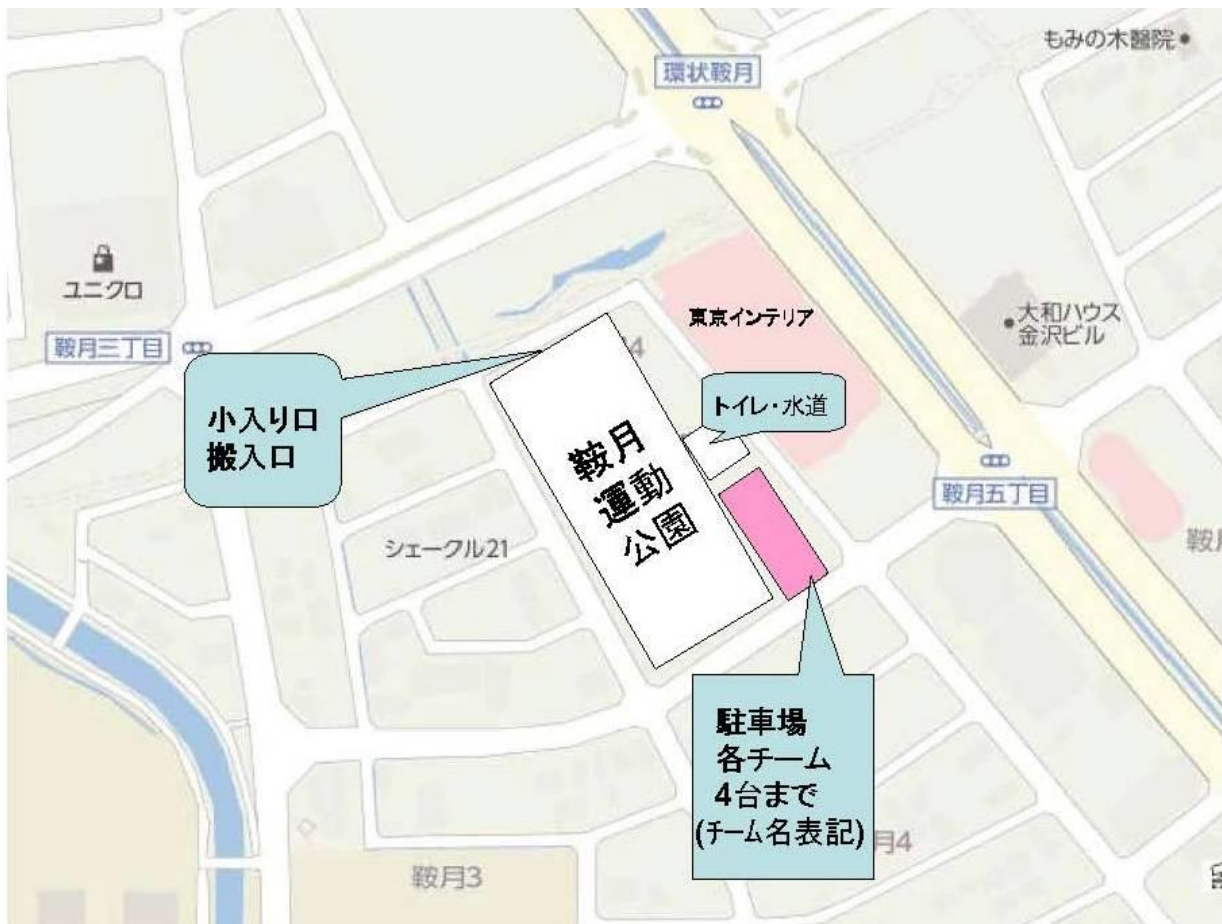 もみの木醫院
環状鞍月
ユニクロ
鞍月三丁目
東京インテリア
大和ハウス
金沢ビル
小入り口
搬入口
トイレ・水道
鞍月
運動
公園
鞍月五丁目
シェークル21
駐車場
各チーム
4台まで
(チーム名表記)
月4
鞍月3